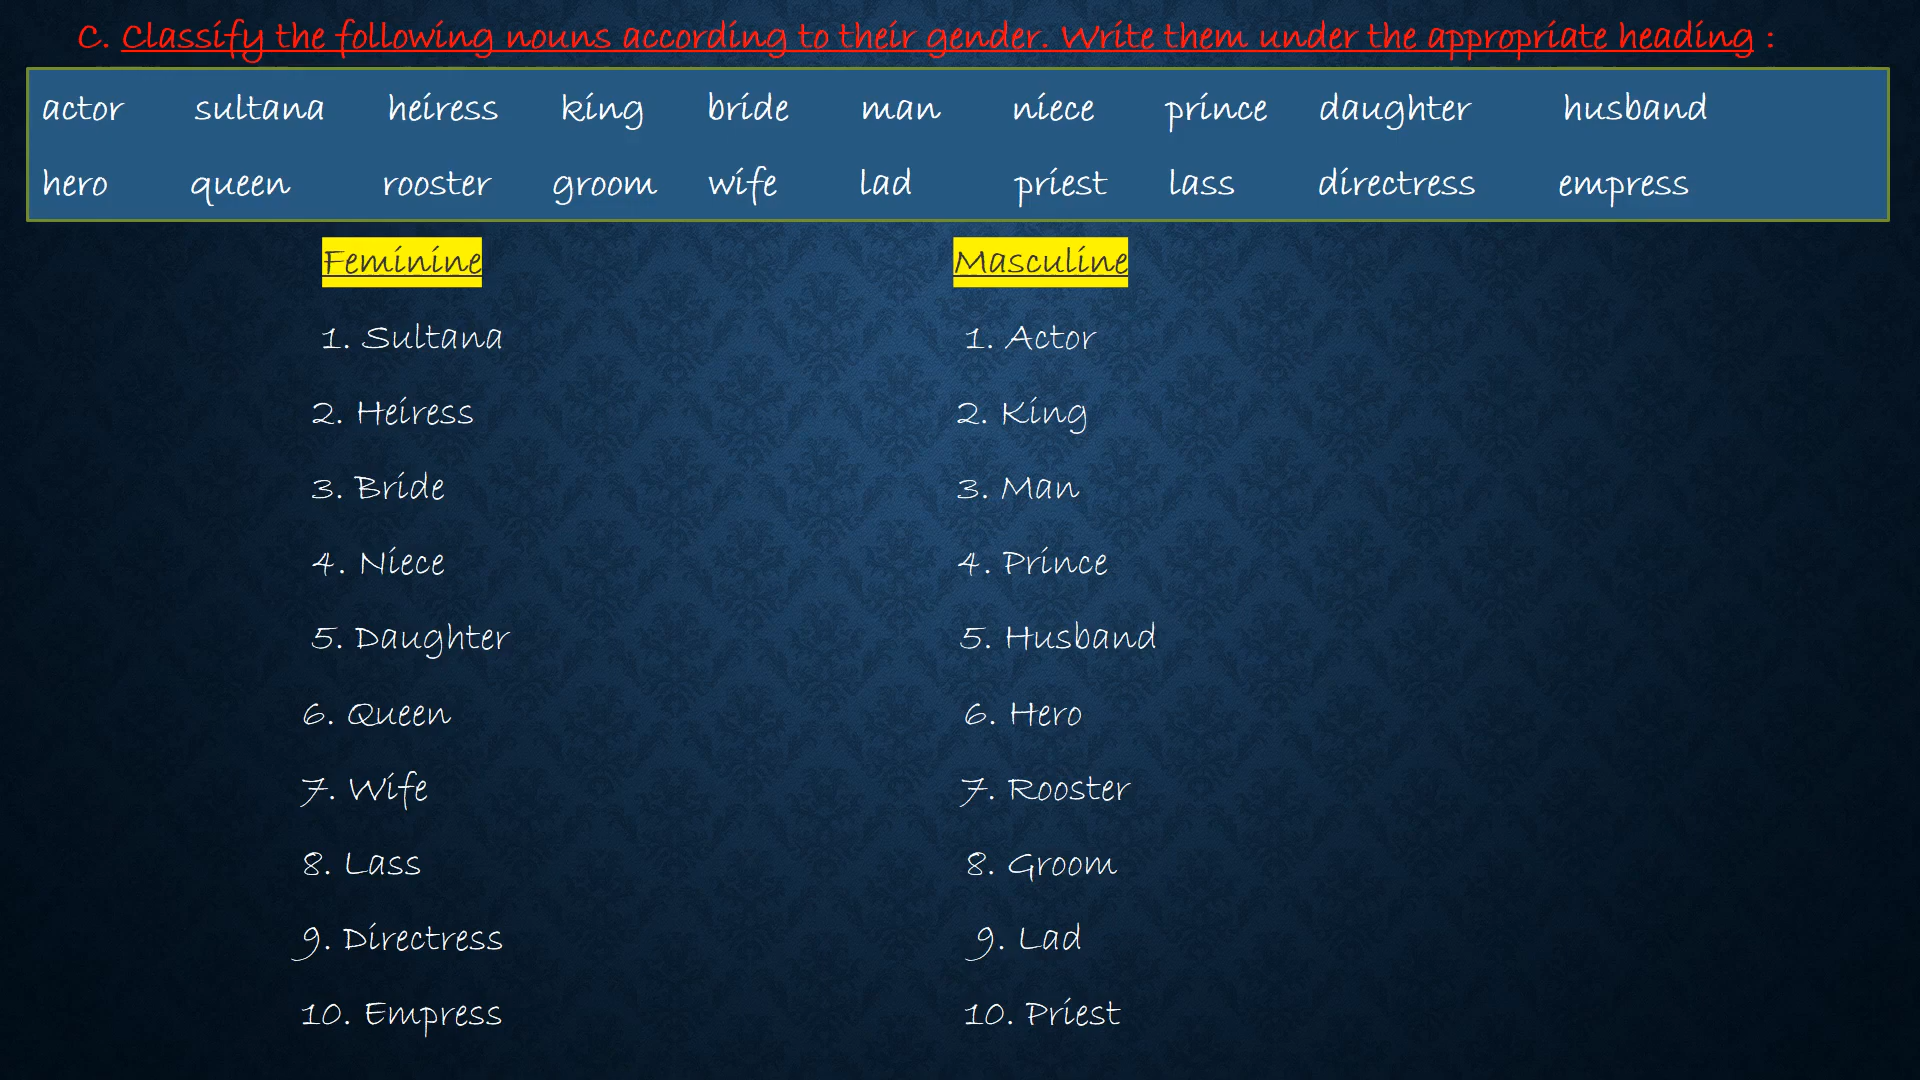 C. Classify the following nouns according to their gender. Write them under the appropriate heading :
actor sultana heiress king bride man niece prince daughter husband
hero queen rooster groom wife lad priest lass directress empress
Feminine Masculine
1. Sultana 1. Actor
2. Heiress 2. King
3. Bride 3. Man
4. Niece 4. Prince
5. Daughter 5. Husband
6. Queen 6. Hero
7. Wife 7. Rooster
8. Lass 8. Groom
9. Directress 9. Lad
10. Empress 10. Priest